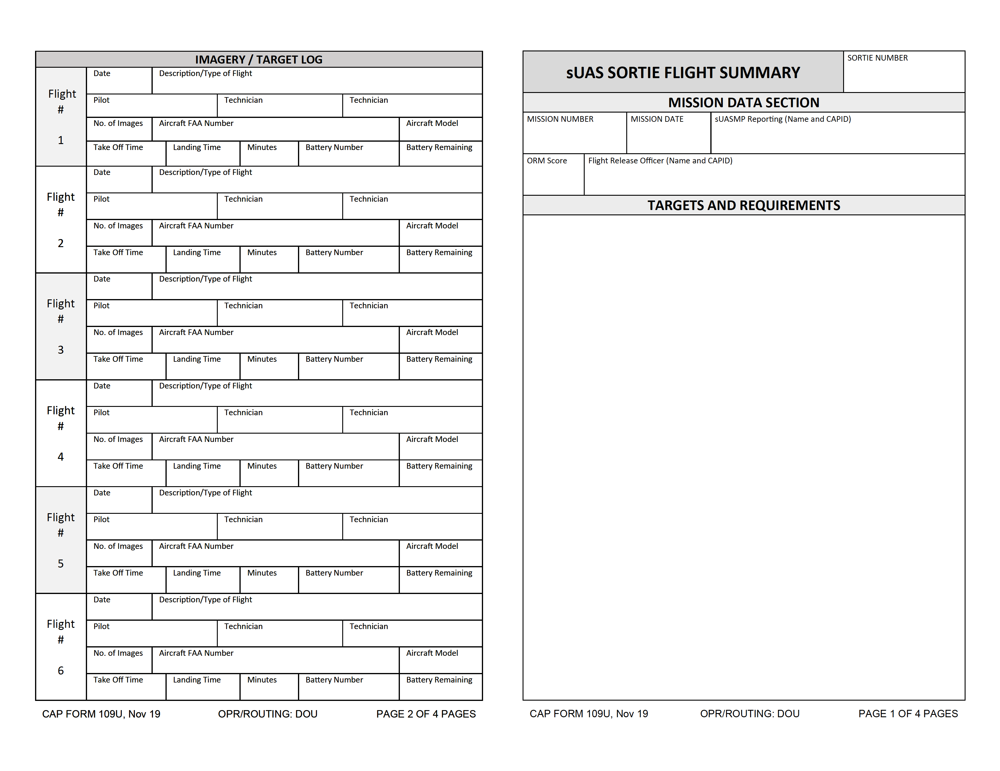 IMAGERY / TARGET LOG
Flight
#
1
Date Description/Type of Flight
Pilot Technician Technician
No. of Images Aircraft FAA Number Aircraft Model
Take Off Time Landing Time Minutes Battery Number Battery Remaining
Flight
#
2
Date Description/Type of Flight
Pilot Technician Technician
No. of Images Aircraft FAA Number Aircraft Model
Take Off Time Landing Time Minutes Battery Number Battery Remaining
Flight
#
3
Date Description/Type of Flight
Pilot Technician Technician
No. of Images Aircraft FAA Number Aircraft Model
Take Off Time Landing Time Minutes Battery Number Battery Remaining
Flight
#
4
Date Description/Type of Flight
Pilot Technician Technician
No. of Images Aircraft FAA Number Aircraft Model
Take Off Time Landing Time Minutes Battery Number Battery Remaining
Flight
#
5
Date Description/Type of Flight
Pilot Technician Technician
No. of Images Aircraft FAA Number Aircraft Model
Take Off Time Landing Time Minutes Battery Number Battery Remaining
Flight
#
6
Date Description/Type of Flight
Pilot Technician Technician
No. of Images Aircraft FAA Number Aircraft Model
Take Off Time Landing Time Minutes Battery Number Battery Remaining
CAP FORM 109U, Nov 19 OPR/ROUTING: DOU PAGE 2 OF 4 PAGES
sUAS SORTIE FLIGHT SUMMARY
SORTIE NUMBER
MISSION DATA SECTION
MISSION NUMBER MISSION DATE sUASMP Reporting (Name and CAPID)
ORM Score Flight Release Officer (Name and CAPID)
TARGETS AND REQUIREMENTS
CAP FORM 109U, Nov 19 OPR/ROUTING: DOU PAGE 1 OF 4 PAGES